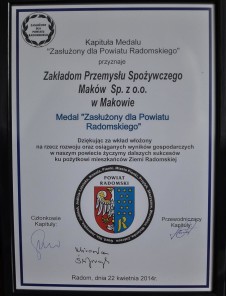 Kapituła Medalu
"Zasłużony dla Powiatu Radomskiego"
przyznaje
Zakładom Przemysłu Spożywczego
Maków Sp. z o.o.
w Makowie
Medal "Zasłużony dla Powiatu
Radomskiego"
Dziękując za wkład włożony
na rzecz rozwoju oraz osiąganych wyników gospodarczych
w naszym powiecie życzymy dalszych sukcesów
ku pożytkowi mieszkańców Ziemi Radomskiej
POWIAT
RADOMSKI
Członkowie
Kapituły:
Przewodniczący
Kapituły
Radom, dnia 22 kwietnia 2014r.